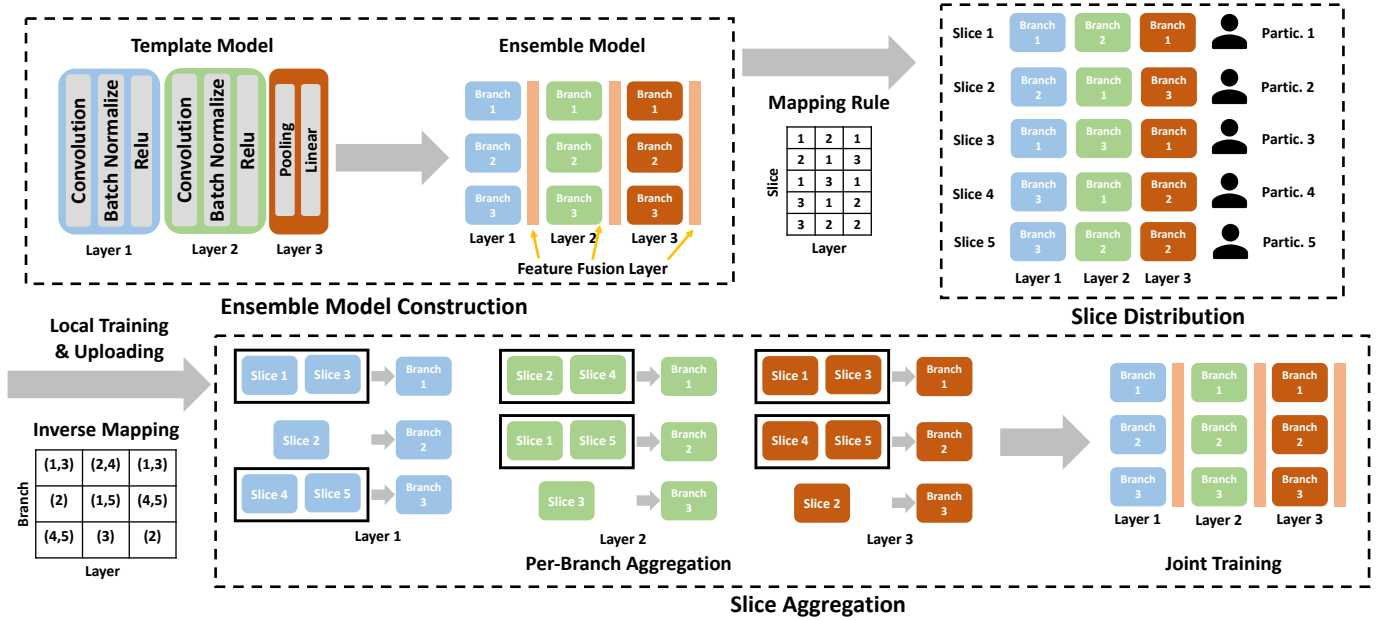 Template Model
Convolution
Batch Normalize
Relu
Convolution
Batch Normalize
Relu
Pooling
Linear
Layer 1
Layer 2
Layer 3
Ensemble Model
Branch
1
Branch
1
Branch
1
Branch
2
Branch
2
Branch
2
Branch
3
Branch
3
Branch
3
Layer 1
Layer 2
Layer 3
Feature Fusion Layer
Ensemble Model Construction
Mapping Rule
Slice
1 2 1
2 1 3
1 3 1
3 1 2
3 2 2
Layer
Slice 1
Branch
1
Branch
2
Branch
1
Partic. 1
Slice 2
Branch
2
Branch
1
Branch
3
Partic. 2
Slice 3
Branch
1
Branch
3
Branch
1
Partic. 3
Slice 4
Branch
3
Branch
1
Branch
2
Partic. 4
Slice 5
Branch
3
Branch
2
Branch
2
Partic. 5
Layer 1
Layer 2
Layer 3
Slice Distribution
Local Training
& Uploading
Inverse Mapping
Branch
(1,3) (2,4) (1,3)
(2) (1,5) (4,5)
(4,5) (3) (2)
Layer
Slice 1
Slice 3
Branch
1
Slice 2
Branch
2
Slice 4
Slice 5
Branch
3
Layer 1
Slice 2
Slice 4
Branch
1
Slice 1
Slice 5
Branch
2
Slice 3
Branch
3
Layer 2
Slice 1
Slice 3
Branch
1
Slice 4
Slice 5
Branch
2
Slice 2
Branch
3
Layer 3
Per-Branch Aggregation
Branch
1
Branch
1
Branch
1
Branch
2
Branch
2
Branch
2
Branch
3
Branch
3
Branch
3
Layer 1
Layer 2
Layer 3
Joint Training
Slice Aggregation